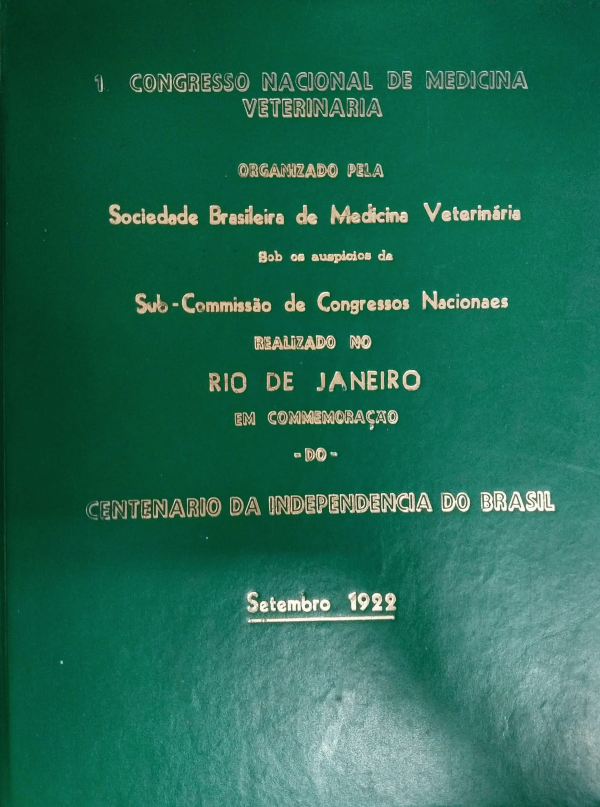 1. CONGRESSO NACIONAL DE MEDICINA
VETERINARIA
ORGANIZADO PELA
Sociedade Brasileira de Medicina Veterinária
Sob os auspicios da
Sub-Commissão de Congressos Nacionaes
REALIZADO NO
RIO DE JANEIRO
EM COMMEMORAÇÃO
-DO-
CENTENARIO DA INDEPENDENCIA DO BRASIL
Setembro 1922